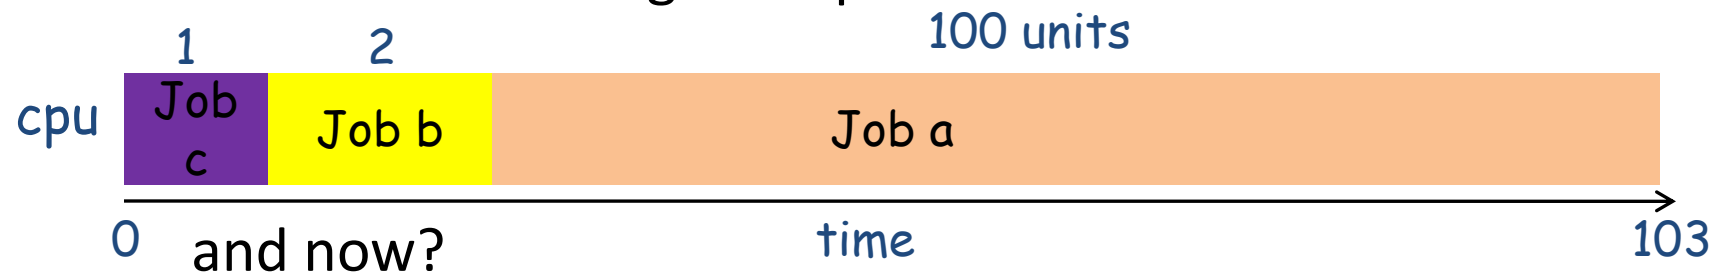 1 2 100 units
cpu Job c Job b Job a
0 time 103
and now?